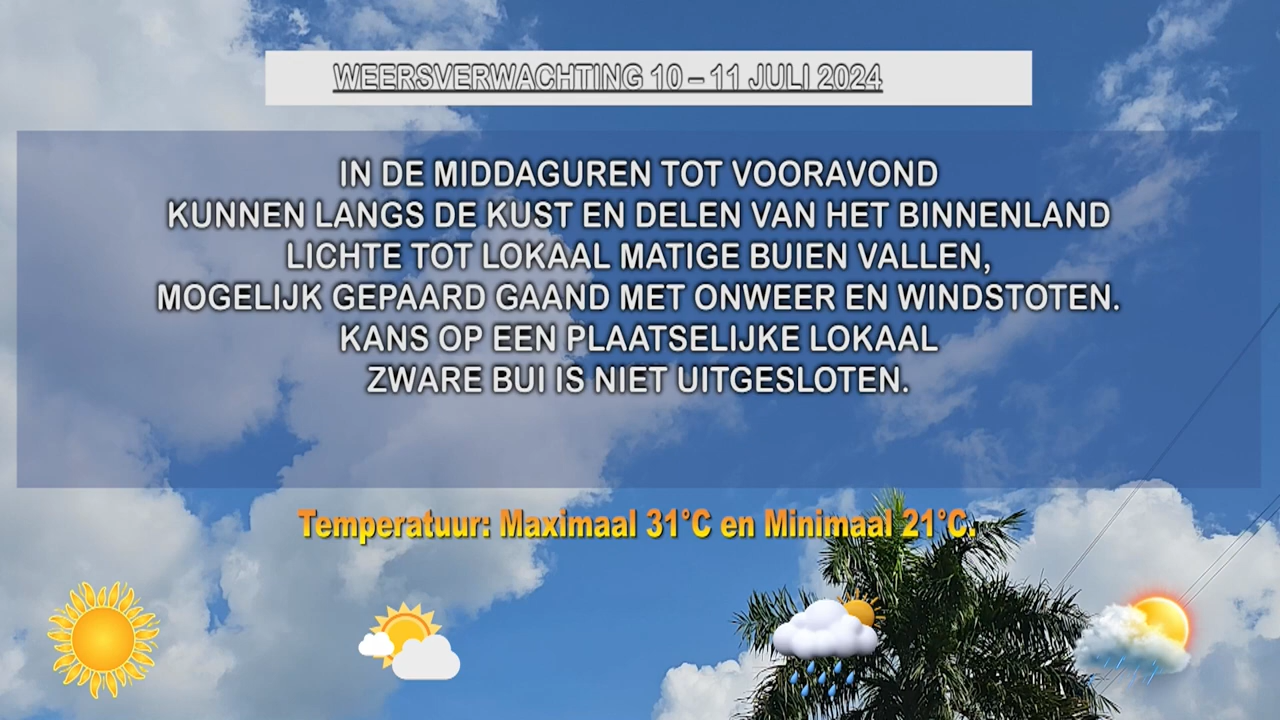 WEERSVERWACHTING 10 – 11 JULI 2024
IN DE MIDDAGUREN TOT VOORAVOND
KUNNEN LANGS DE KUST EN DELEN VAN HET BINNENLAND
LICHTE TOT LOKAAL MATIGE BUIEN VALLEN,
MOGELIJK GEPAARD GAAND MET ONWEER EN WINDSTOTEN.
KANS OP EEN PLAATSELIJKE LOKAAL
ZWARE BUI IS NIET UITGESLOTEN.
Temperatuur: Maximaal 31°C en Minimaal 21°C.